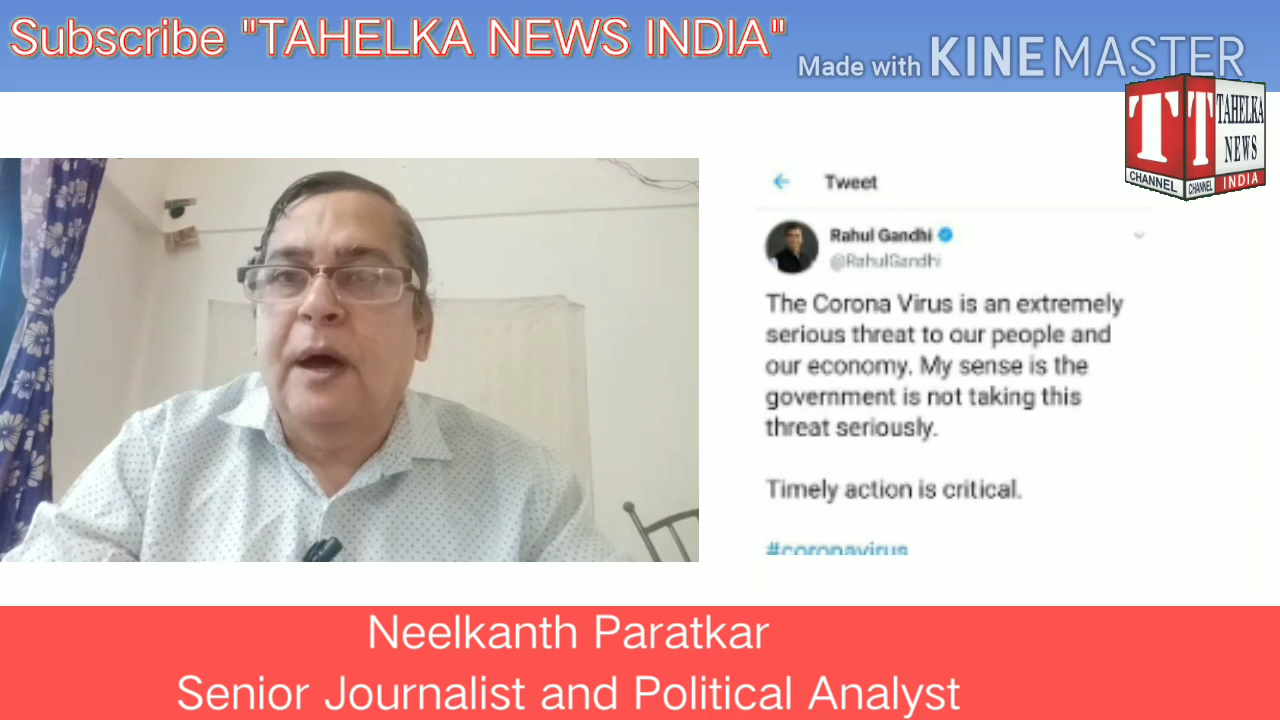 Subscribe "TAHELKA NEWS INDIA"
Made with KINEMASTER
T T TAHELKA
NEWS
CHANNEL CHANNEL INDIA
Tweet
Rahul Gandhi
@RahulGandhi
The Corona Virus is an extremely
serious threat to our people and
our economy. My sense is the
government is not taking this
threat seriously.
Timely action is critical.
#coronavirus
Neelkanth Paratkar
Senior Journalist and Political Analyst